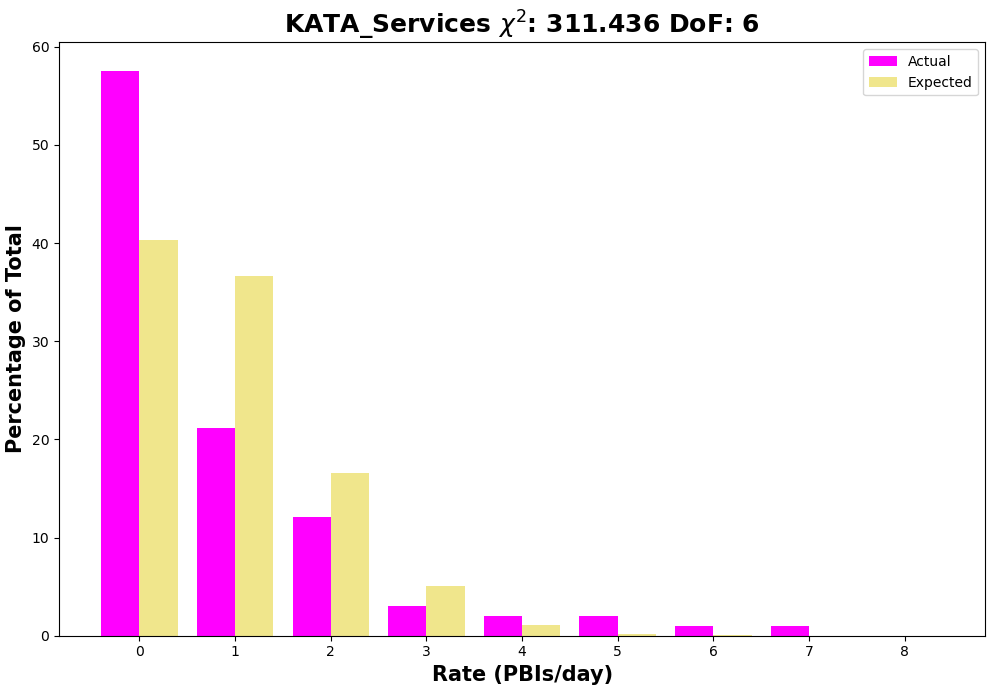 KATA_Services χ²: 311.436 DoF: 6
Actual
Expected
Percentage of Total
60
50
40
30
20
10
0
0 1 2 3 4 5 6 7 8
Rate (PBIs/day)